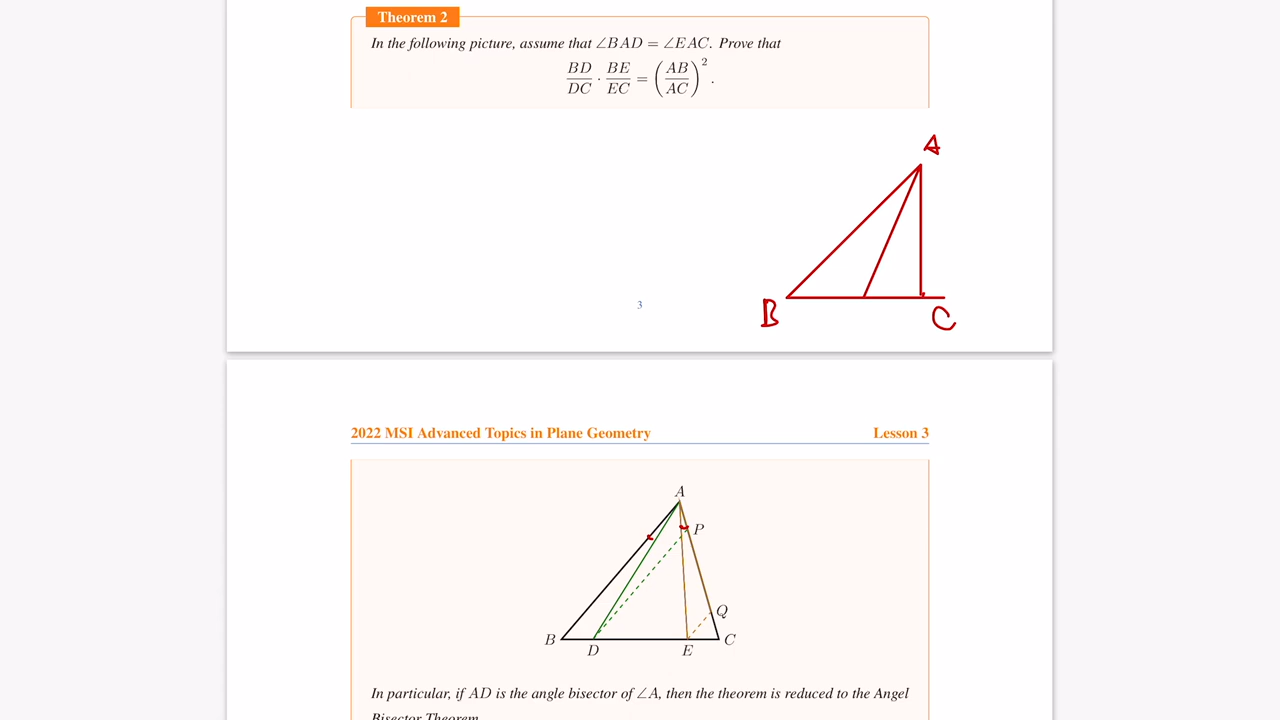 Theorem 2
In the following picture, assume that ∠BAD = ∠EAC. Prove that
BD/DC · BE/EC = (AB/AC)².
A
B
C
3
2022 MSI Advanced Topics in Plane Geometry Lesson 3
A
P
Q
B
C
D
E
In particular, if AD is the angle bisector of ∠A, then the theorem is reduced to the Angel
Bisector Theorem